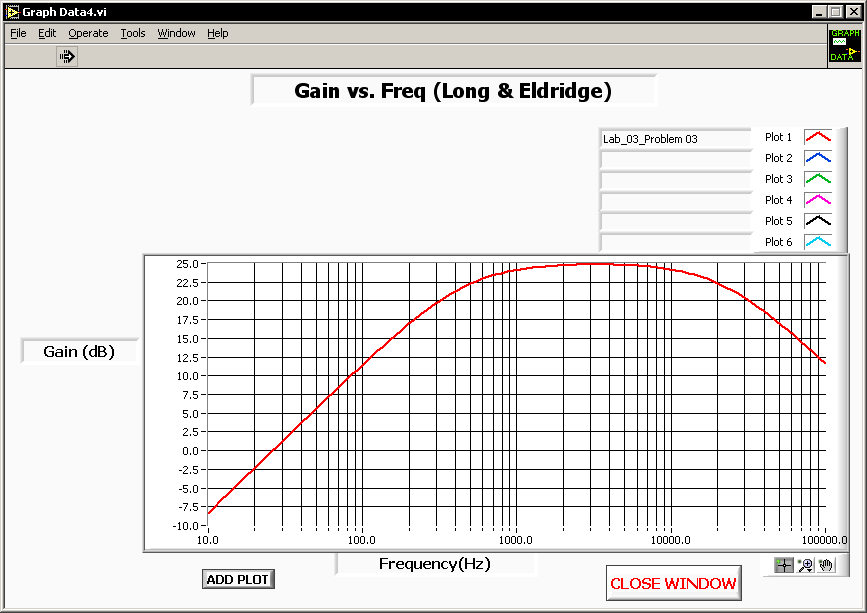 Graph Data4.vi
File Edit Operate Tools Window Help
GRAPH
DATA
Gain vs. Freq (Long & Eldridge)
Lab_03_Problem 03 Plot 1
Plot 2
Plot 3
Plot 4
Plot 5
Plot 6
Gain (dB)
25.0
22.5
20.0
17.5
15.0
12.5
10.0
7.5
5.0
2.5
0.0
-2.5
-5.0
-7.5
-10.0
10.0 100.0 1000.0 10000.0 100000.0
Frequency(Hz)
ADD PLOT
CLOSE WINDOW